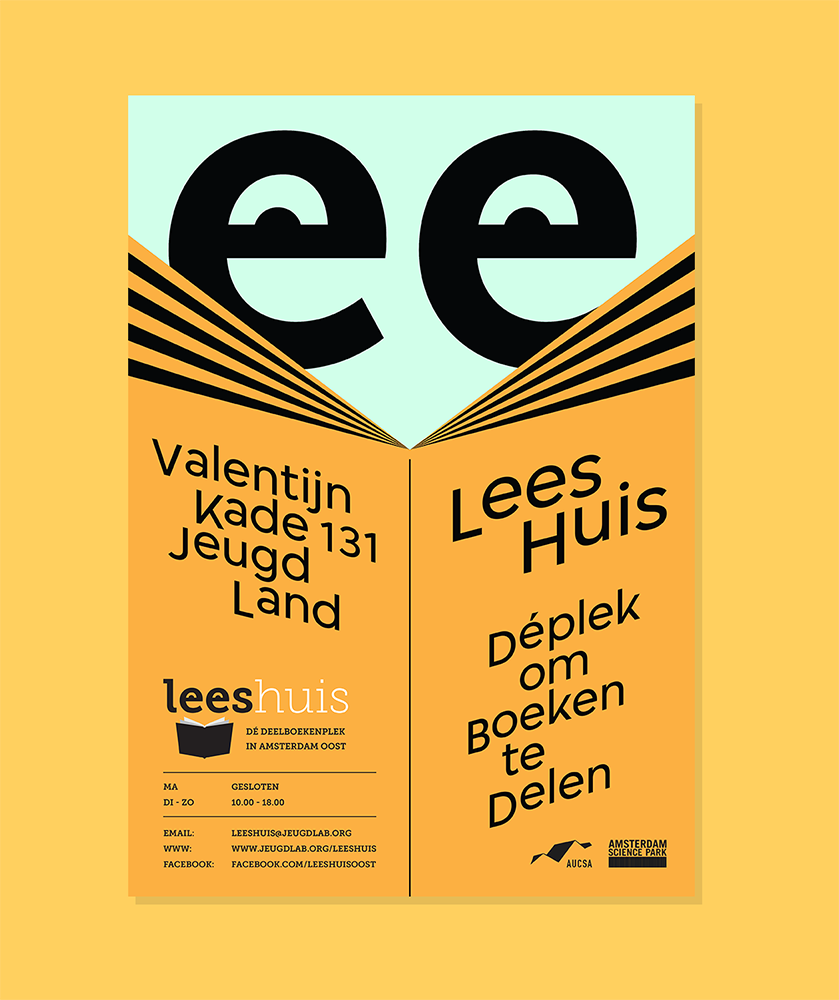 ee
Valentijn
Kade 131
Jeugd
Land
Lees
Huis
Déplek
om
Boeken
te
Delen
leeshuis
DÉ DEELBOEKENPLEK
IN AMSTERDAM OOST
MA GESLOTEN
DI - ZO 10.00 - 18.00
EMAIL: LEESHUIS@JEUGDLAB.ORG
WWW: WWW.JEUGDLAB.ORG/LEESHUIS
FACEBOOK: FACEBOOK.COM/LEESHUISOOST
AUCSA
AMSTERDAM
SCIENCE PARK